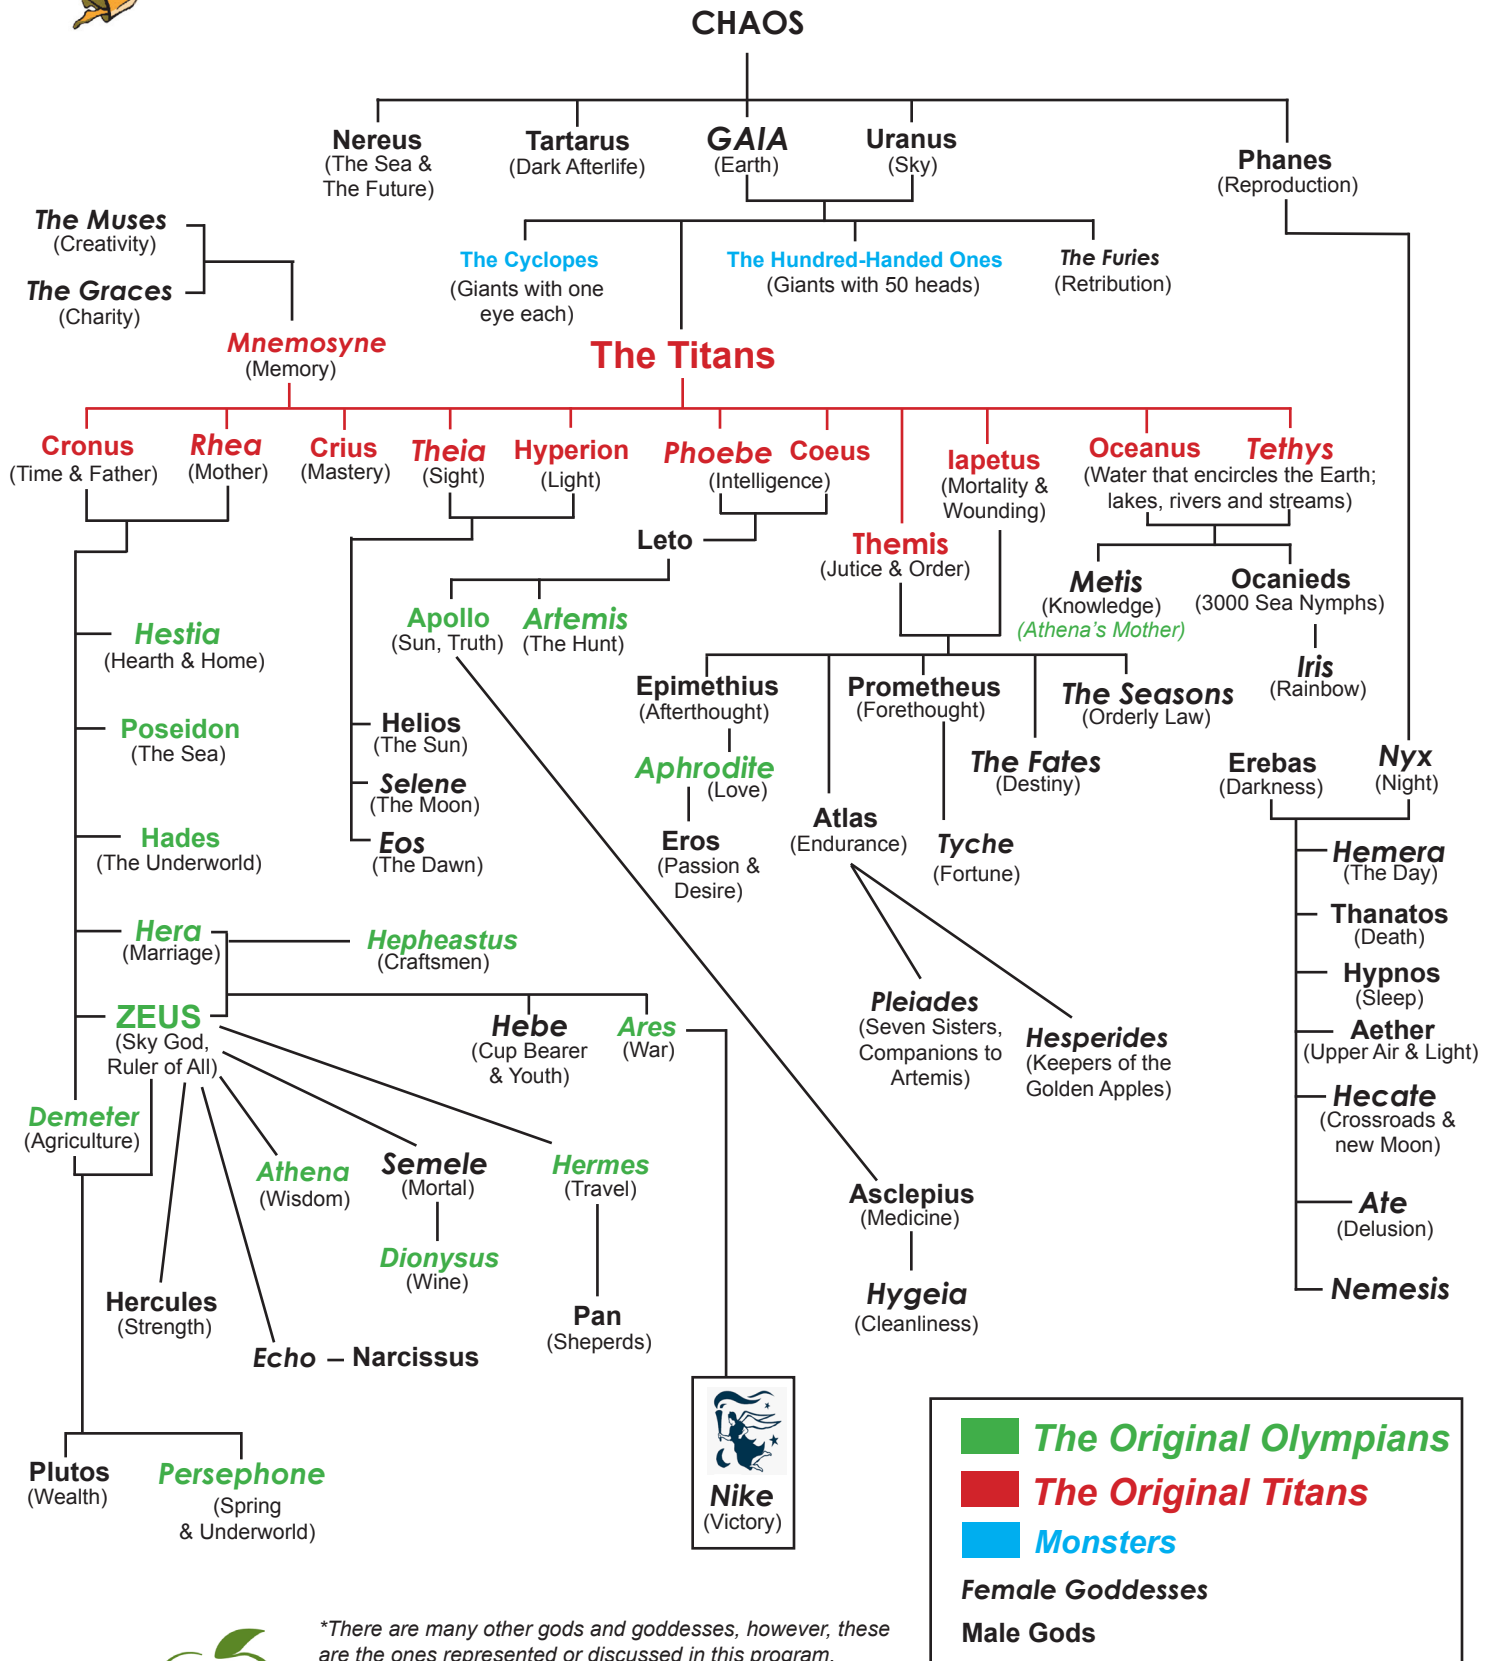 CHAOS
Nereus
(The Sea &
The Future)
Tartarus
(Dark Afterlife)
GAIA
(Earth)
Uranus
(Sky)
Phanes
(Reproduction)
The Muses
(Creativity)
The Graces
(Charity)
The Cyclopes
(Giants with one
eye each)
The Hundred-Handed Ones
(Giants with 50 heads)
The Furies
(Retribution)
Mnemosyne
(Memory)
The Titans
Cronus
(Time & Father)
Rhea
(Mother)
Crius
(Mastery)
Theia
(Sight)
Hyperion
(Light)
Phoebe Coeus
(Intelligence)
Iapetus
(Mortality &
Wounding)
Oceanus Tethys
(Water that encircles the Earth;
lakes, rivers and streams)
Leto
Themis
(Jutice & Order)
Metis
(Knowledge)
(Athena's Mother)
Ocanieds
(3000 Sea Nymphs)
Iris
(Rainbow)
Apollo
(Sun, Truth)
Artemis
(The Hunt)
Hestia
(Hearth & Home)
Poseidon
(The Sea)
Hades
(The Underworld)
Helios
(The Sun)
Selene
(The Moon)
Eos
(The Dawn)
Epimethius
(Afterthought)
Aphrodite
(Love)
Eros
(Passion &
Desire)
Prometheus
(Forethought)
The Seasons
(Orderly Law)
The Fates
(Destiny)
Atlas
(Endurance)
Tyche
(Fortune)
Erebas
(Darkness)
Nyx
(Night)
Hemera
(The Day)
Thanatos
(Death)
Hypnos
(Sleep)
Aether
(Upper Air & Light)
Hecate
(Crossroads &
new Moon)
Ate
(Delusion)
Nemesis
Hera
(Marriage)
Hepheastus
(Craftsmen)
ZEUS
(Sky God,
Ruler of All)
Hebe
(Cup Bearer
& Youth)
Ares
(War)
Pleiades
(Seven Sisters,
Companions to
Artemis)
Hesperides
(Keepers of the
Golden Apples)
Demeter
(Agriculture)
Athena
(Wisdom)
Semele
(Mortal)
Hermes
(Travel)
Dionysus
(Wine)
Asclepius
(Medicine)
Hygeia
(Cleanliness)
Hercules
(Strength)
Pan
(Sheperds)
Echo – Narcissus
Plutos
(Wealth)
Persephone
(Spring
& Underworld)
Nike
(Victory)
The Original Olympians
The Original Titans
Monsters
Female Goddesses
Male Gods
*There are many other gods and goddesses, however, these
are the ones represented or discussed in this program.